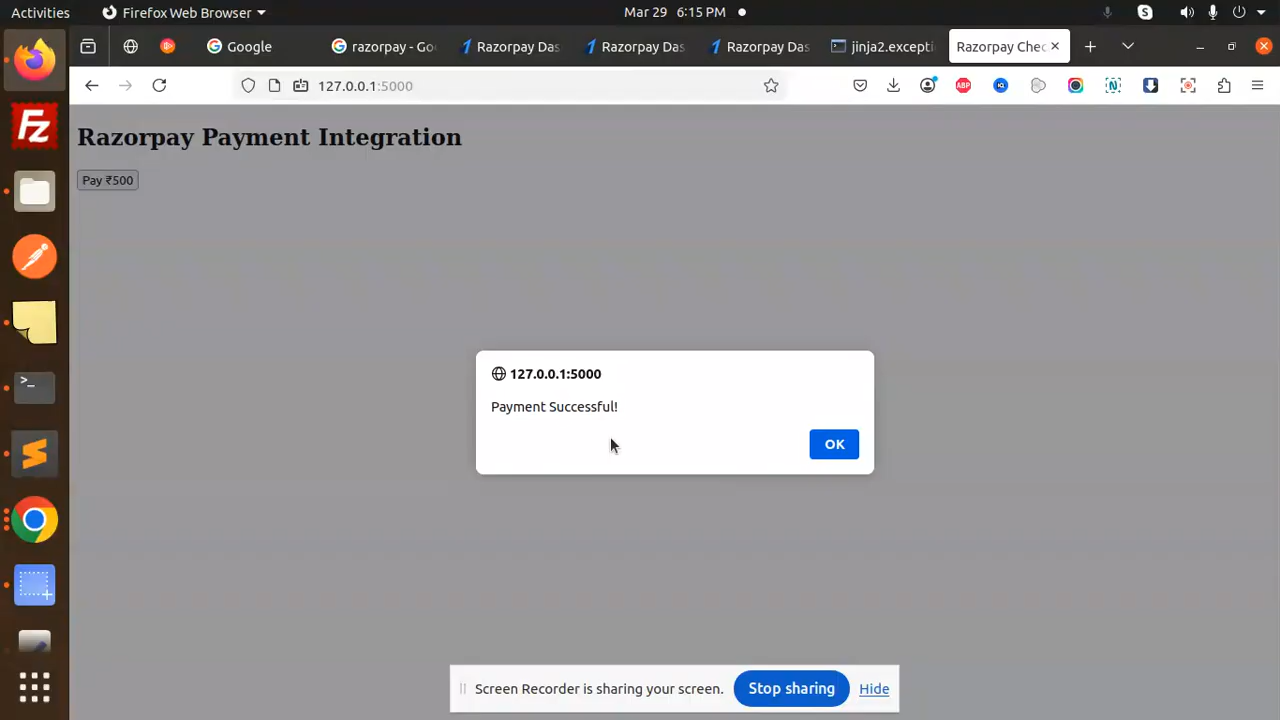 Activities
Firefox Web Browser
Mar 29 6:15 PM
Google
razorpay - Go
Razorpay Das
Razorpay Das
Razorpay Das
jinja2.excepti
Razorpay Chec
127.0.0.1:5000
ABP
Razorpay Payment Integration
Pay ₹500
127.0.0.1:5000
Payment Successful!
OK
Screen Recorder is sharing your screen.
Stop sharing
Hide